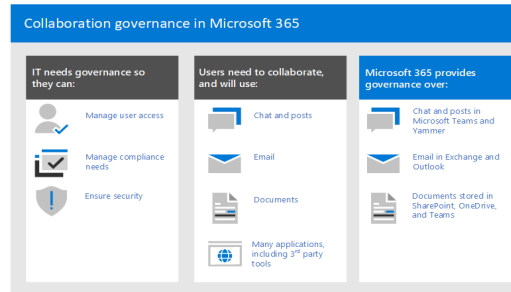 Collaboration governance in Microsoft 365
IT needs governance so
they can:
Manage user access
Manage compliance
needs
Ensure security
Users need to collaborate,
and will use:
Chat and posts
Email
Documents
Many applications,
including 3rd party
tools
Microsoft 365 provides
governance over:
Chat and posts in
Microsoft Teams and
Yammer
Email in Exchange and
Outlook
Documents stored in
SharePoint, OneDrive,
and Teams